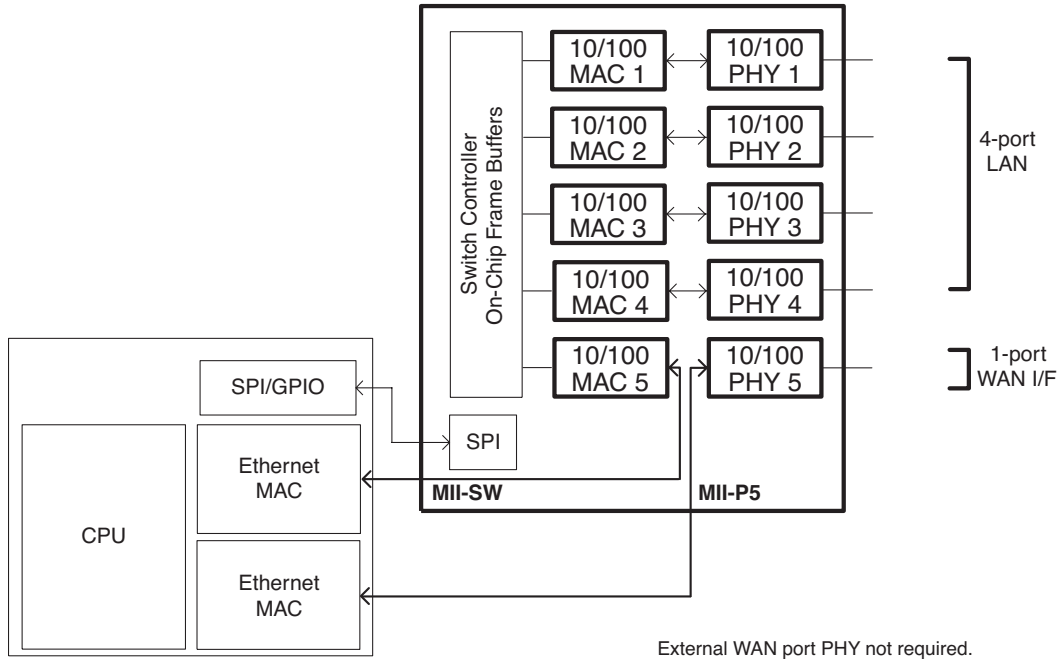 Switch Controller
On-Chip Frame Buffers
10/100
MAC 1
10/100
PHY 1
10/100
MAC 2
10/100
PHY 2
10/100
MAC 3
10/100
PHY 3
10/100
MAC 4
10/100
PHY 4
10/100
MAC 5
10/100
PHY 5
4-port
LAN
1-port
WAN I/F
SPI/GPIO
SPI
Ethernet
MAC
MII-SW
MII-P5
CPU
Ethernet
MAC
External WAN port PHY not required.